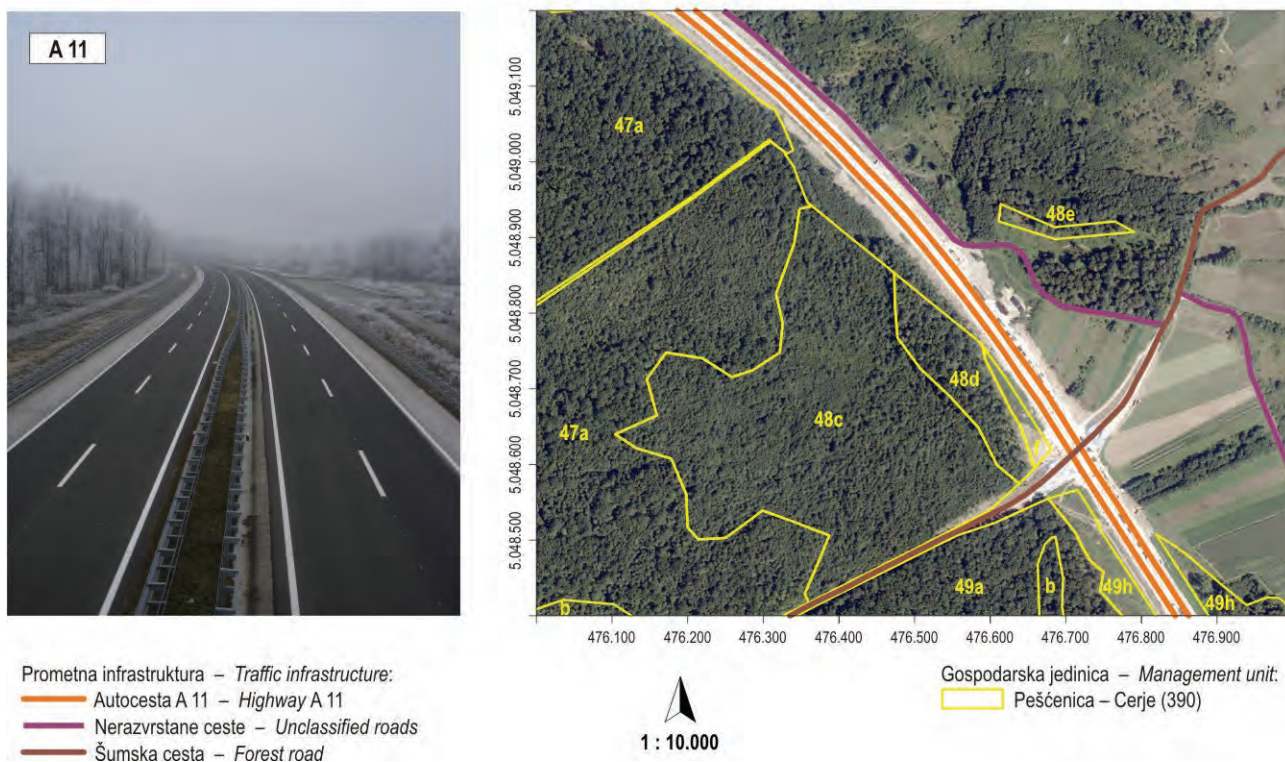 A 11
5.049.100
5.049.000
5.048.900
5.048.800
5.048.700
5.048.600
5.048.500
47a
48e
48d
48c
47a
f
49a
b
49h
49h
b
476.100
476.200
476.300
476.400
476.500
476.600
476.700
476.800
476.900
Prometna infrastruktura – Traffic infrastructure:
Autocesta A 11 – Highway A 11
Nerazvrstane ceste – Unclassified roads
Šumska cesta – Forest road
1 : 10.000
Gospodarska jedinica – Management unit:
Pešćenica – Cerje (390)